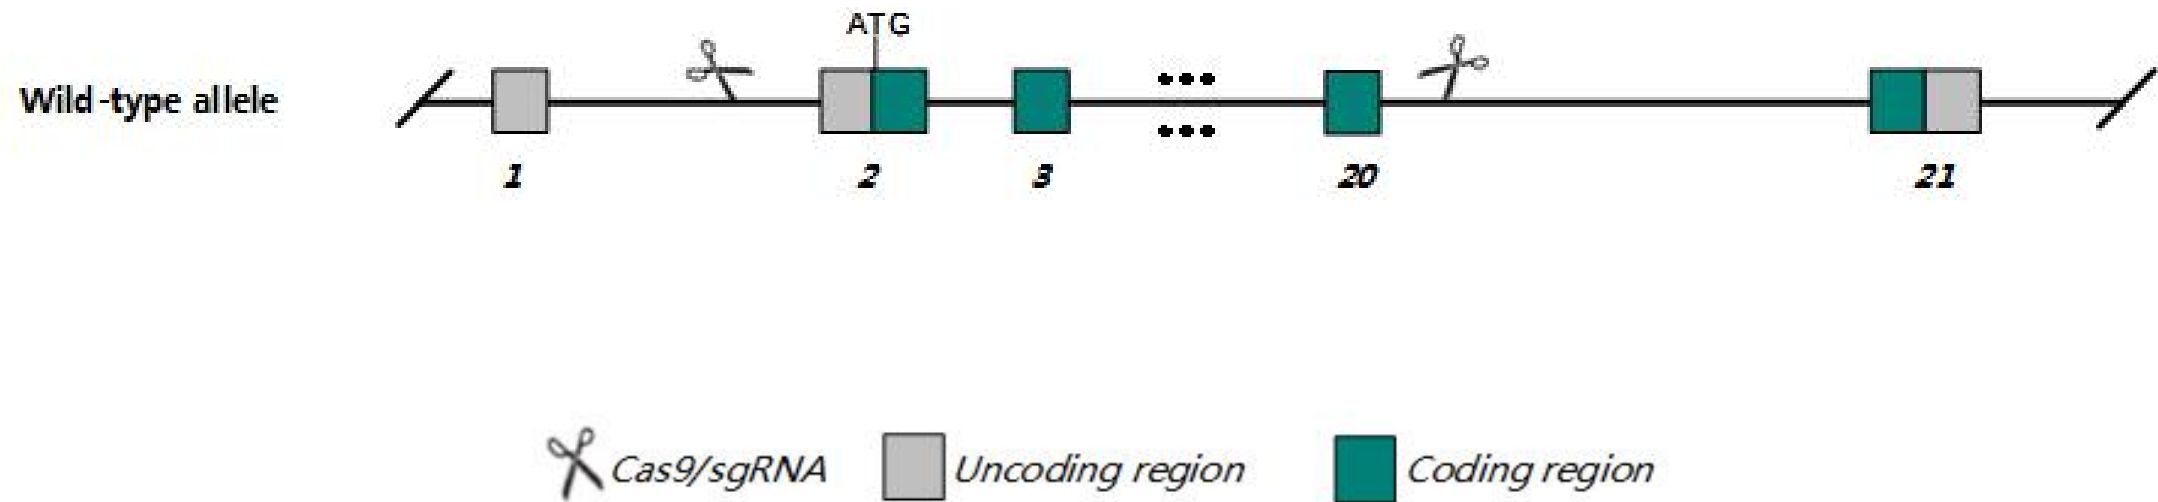 ATG
Wild-type allele
1 2 3 20 21
Cas9/sgRNA Uncoding region Coding region